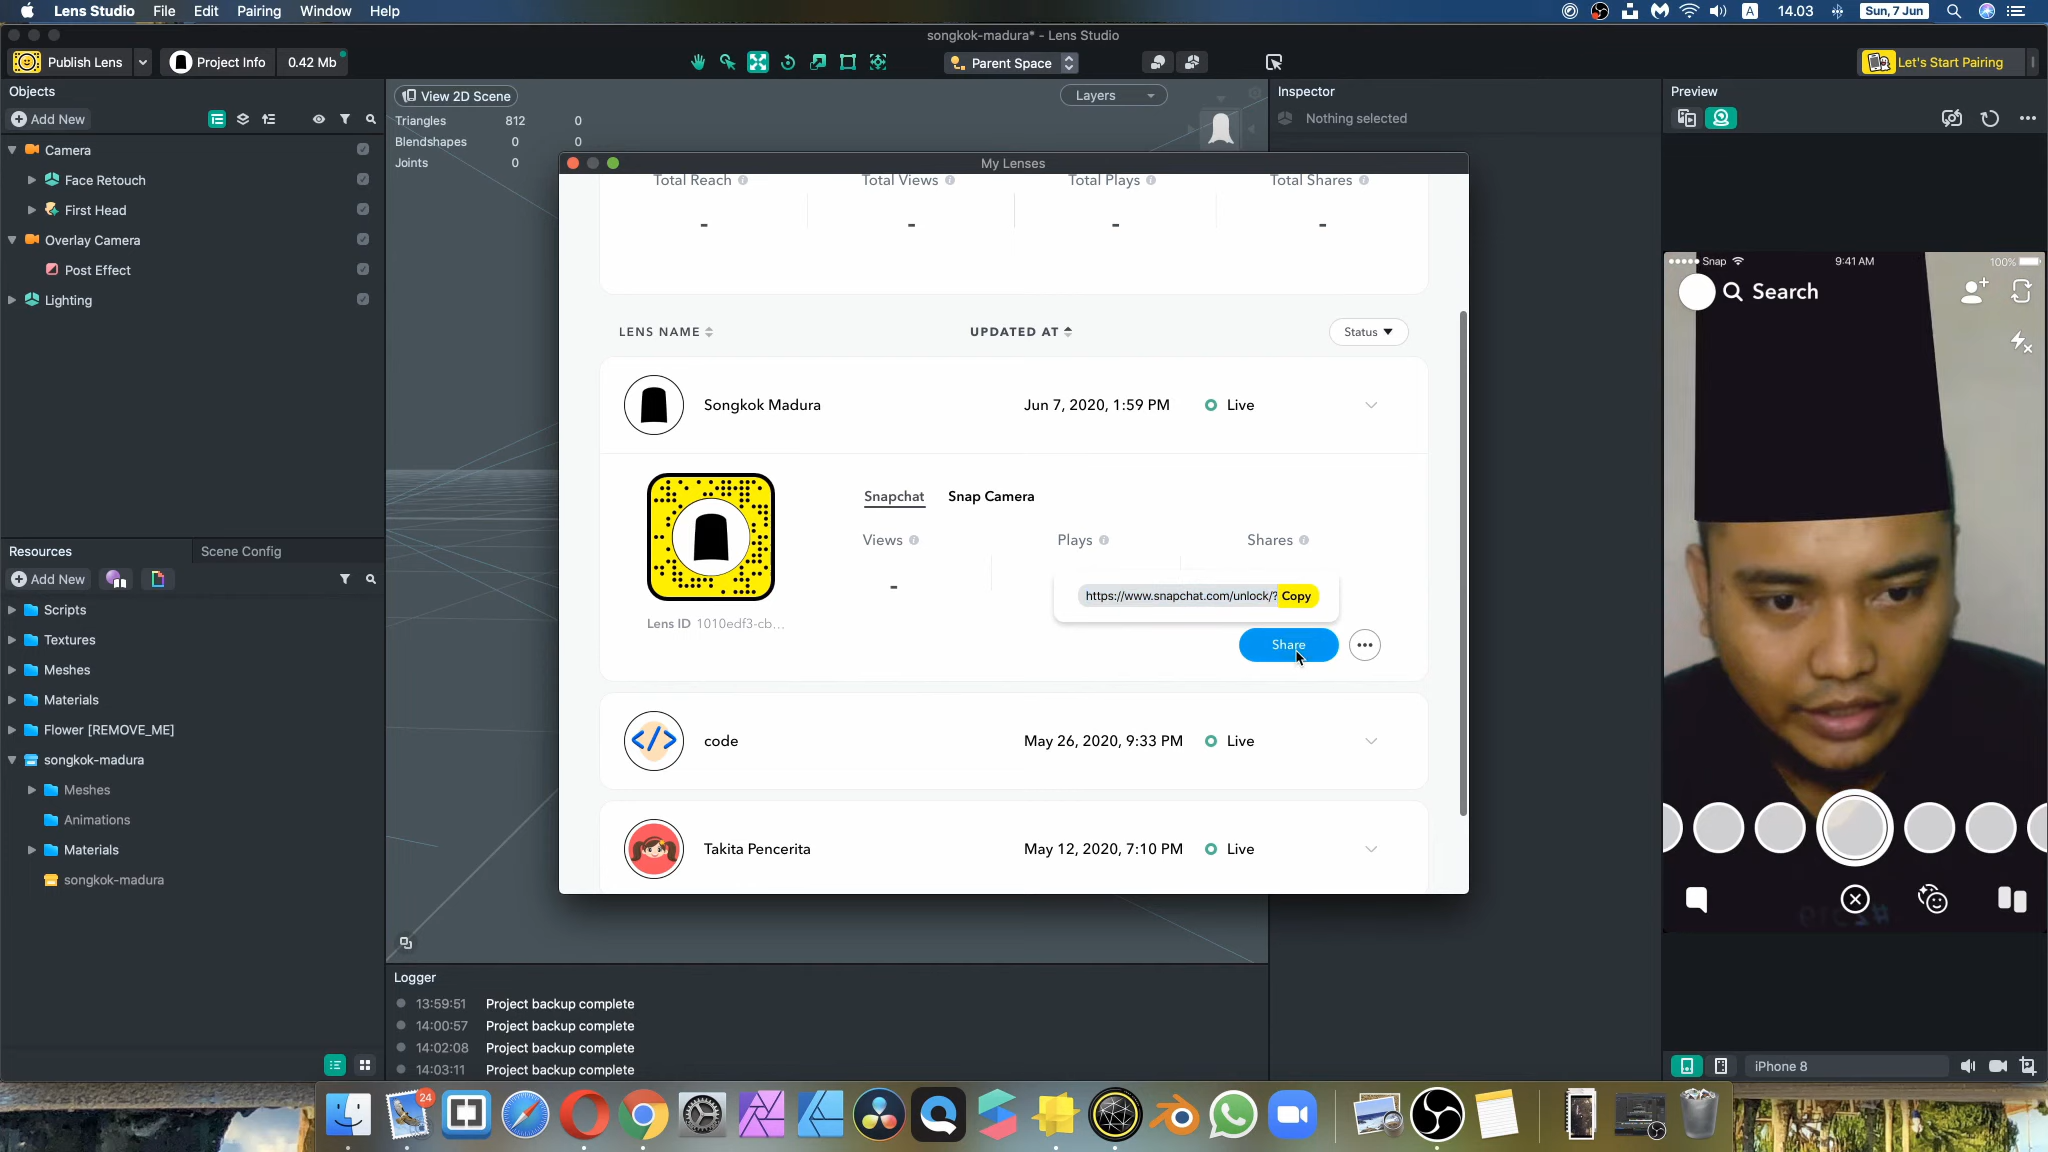 Lens Studio File Edit Pairing Window Help A 14.03 Sun, 7 Jun
songkok-madura* - Lens Studio
Publish Lens Project Info 0.42 Mb Parent Space Let's Start Pairing
Objects
Add New
Camera
Face Retouch
First Head
Overlay Camera
Post Effect
Lighting
View 2D Scene Layers
Triangles 812 0
Blendshapes 0 0
Joints 0
Inspector
Nothing selected
Preview
My Lenses
Total Reach Total Views Total Plays Total Shares
- - - -
LENS NAME UPDATED AT Status
Songkok Madura Jun 7, 2020, 1:59 PM Live
Snapchat Snap Camera
Views Plays Shares
-
https://www.snapchat.com/unlock/? Copy
Lens ID 1010edf3-cb...
Share
code May 26, 2020, 9:33 PM Live
Takita Pencerita May 12, 2020, 7:10 PM Live
Resources Scene Config
Add New
Scripts
Textures
Meshes
Materials
Flower [REMOVE_ME]
songkok-madura
Meshes
Animations
Materials
songkok-madura
Logger
13:59:51 Project backup complete
14:00:57 Project backup complete
14:02:08 Project backup complete
14:03:11 Project backup complete
Snap 9:41 AM 100%
Search
iPhone 8
24